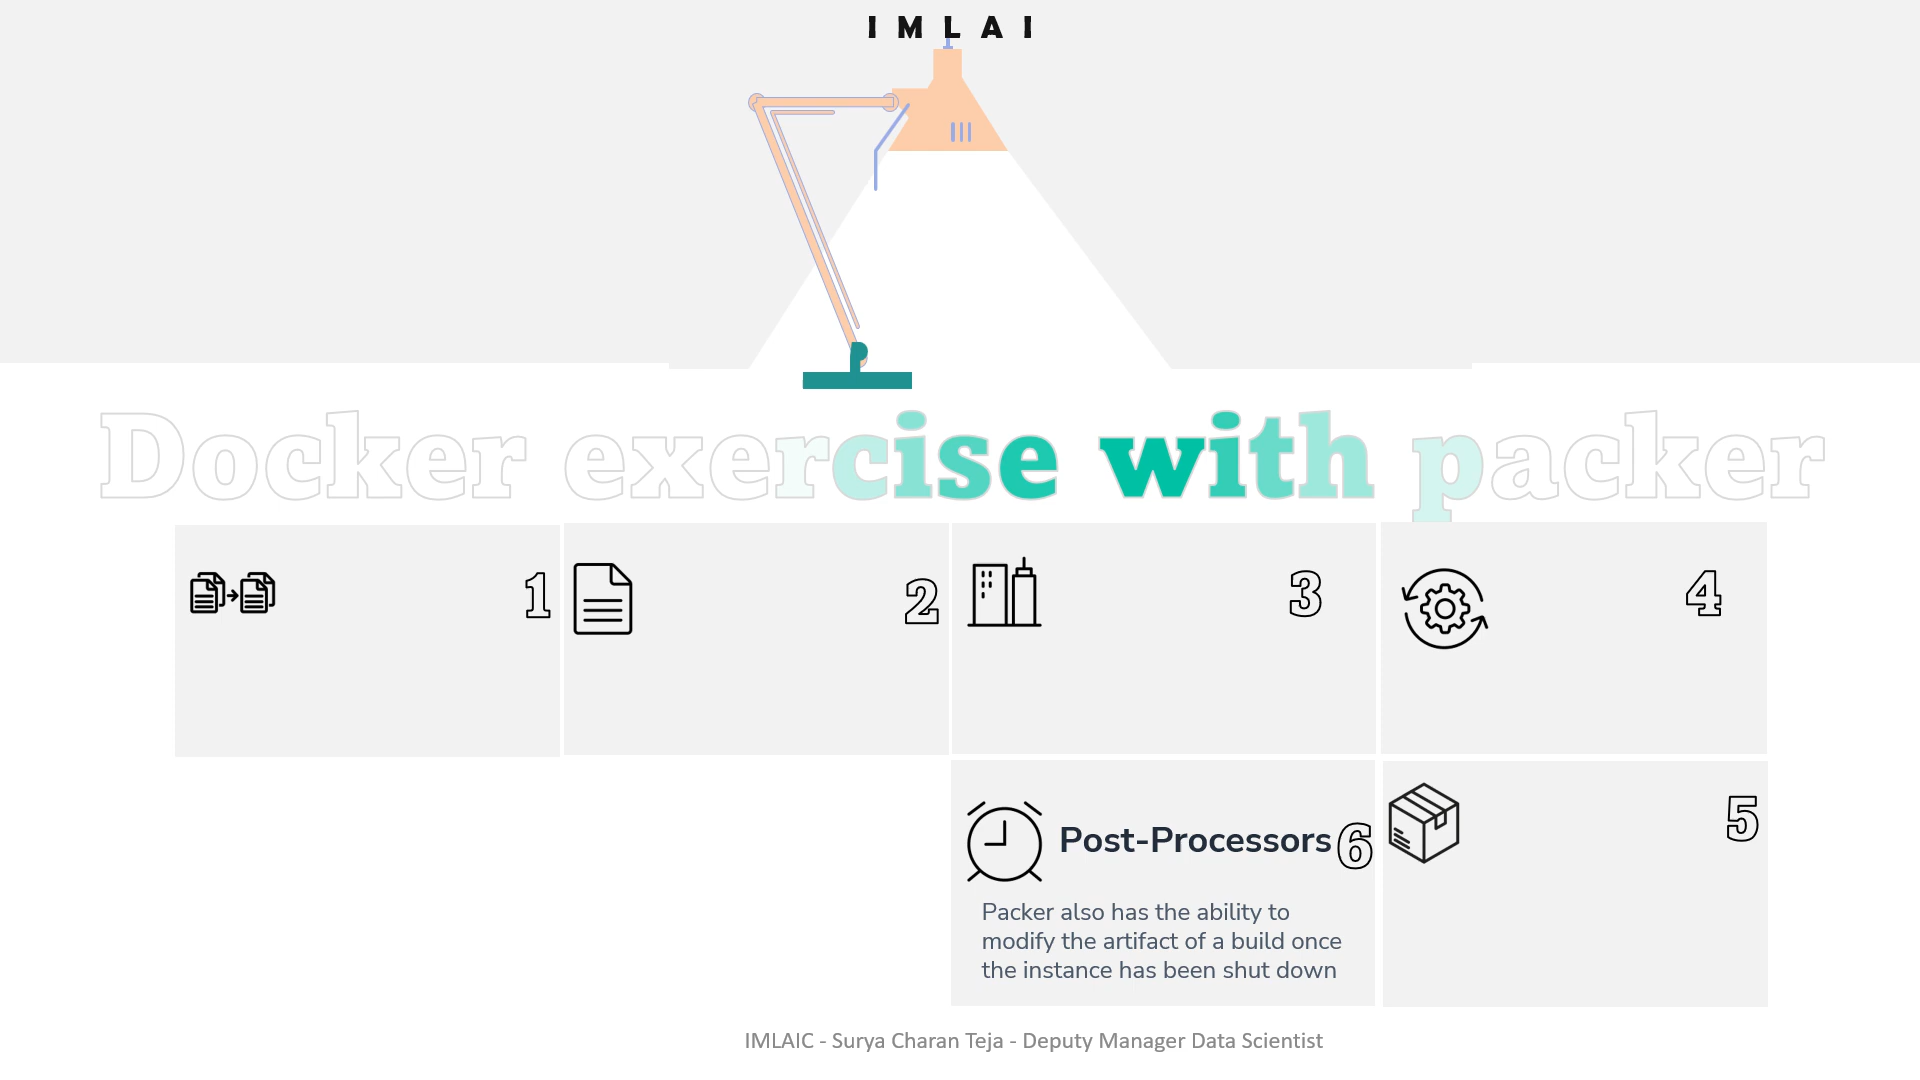 IMLAI
Docker exercise with packer
1
2
3
4
Post-Processors 6
Packer also has the ability to
modify the artifact of a build once
the instance has been shut down
5
IMLAIC - Surya Charan Teja - Deputy Manager Data Scientist